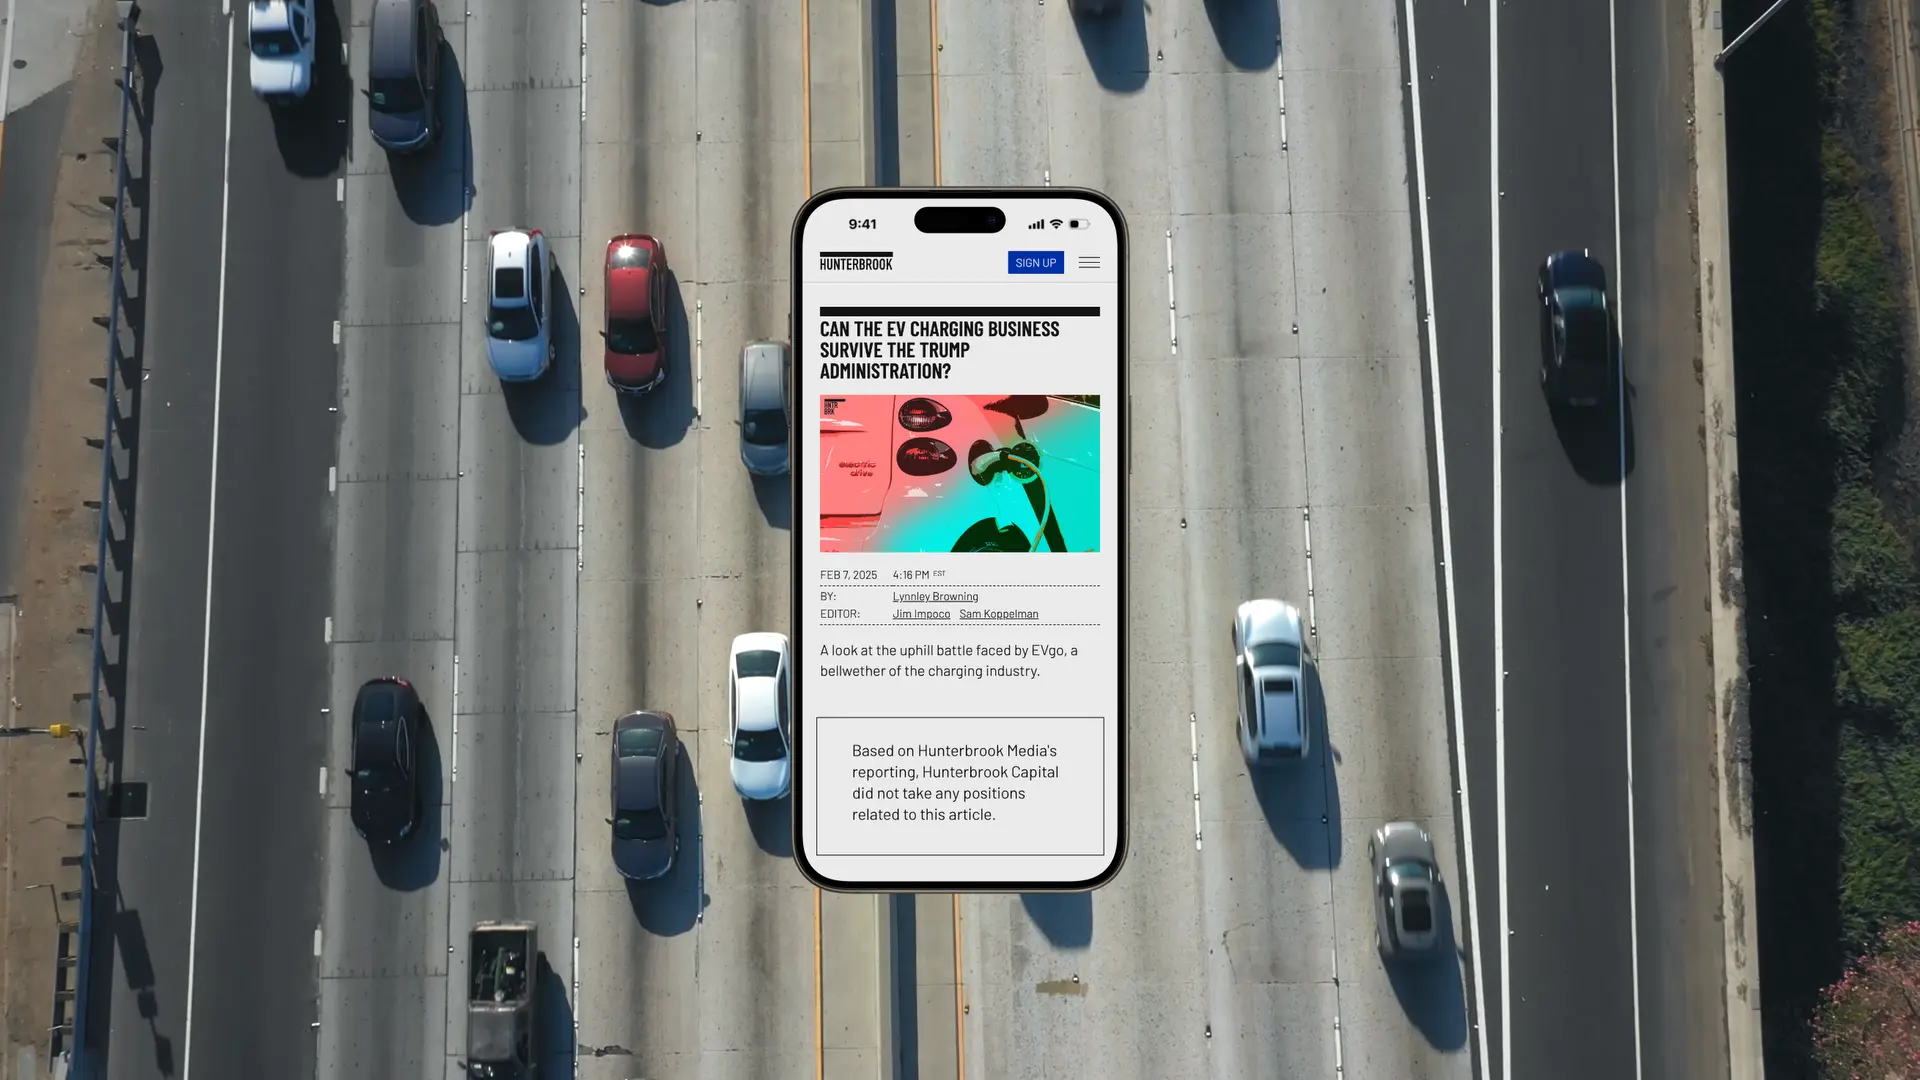 9:41
HUNTERBROOK
SIGN UP
CAN THE EV CHARGING BUSINESS
SURVIVE THE TRUMP
ADMINISTRATION?
HNTR
BRK
electric
drive
FEB 7, 2025 4:16 PM EST
BY: Lynnley Browning
EDITOR: Jim Impoco Sam Koppelman
A look at the uphill battle faced by EVgo, a
bellwether of the charging industry.
Based on Hunterbrook Media's
reporting, Hunterbrook Capital
did not take any positions
related to this article.